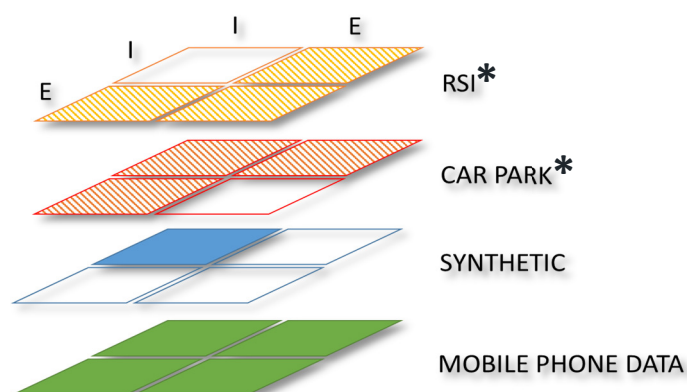 I
E
I
E
RSI*
CAR PARK*
SYNTHETIC
MOBILE PHONE DATA